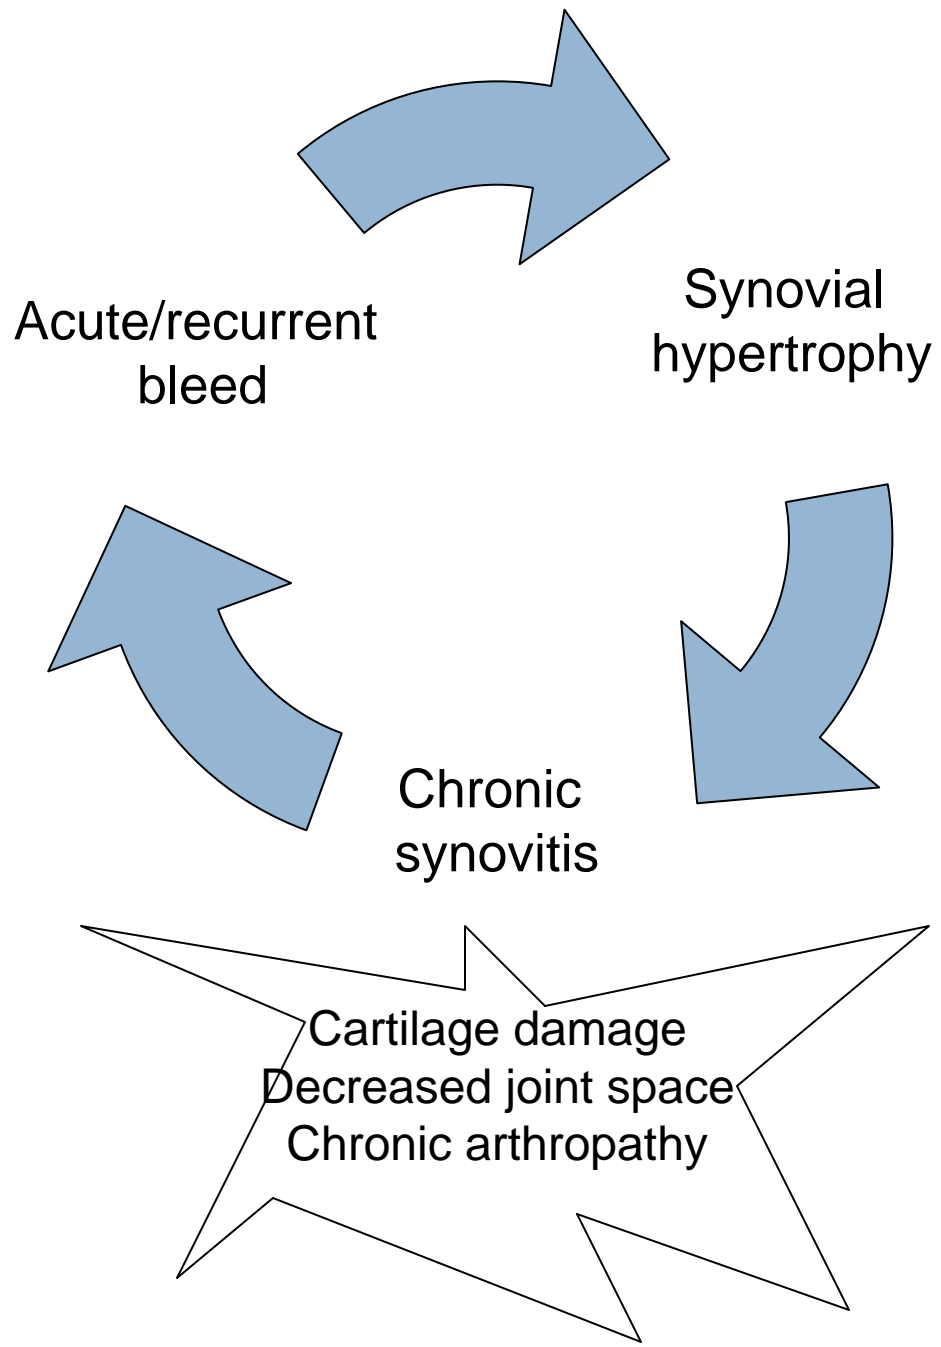 Acute/recurrent
bleed
Synovial
hypertrophy
Chronic
synovitis
Cartilage damage
Decreased joint space
Chronic arthropathy